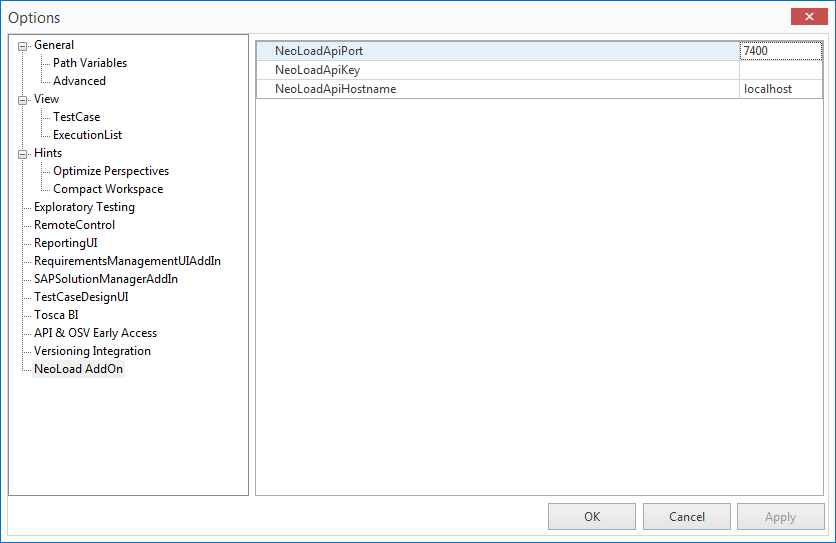 Options
General
Path Variables
Advanced
View
TestCase
ExecutionList
Hints
Optimize Perspectives
Compact Workspace
Exploratory Testing
RemoteControl
ReportingUI
RequirementsManagementUIAddIn
SAPSolutionManagerAddIn
TestCaseDesignUI
Tosca BI
API & OSV Early Access
Versioning Integration
NeoLoad AddOn
NeoLoadApiPort 7400
NeoLoadApiKey
NeoLoadApiHostname localhost
OK Cancel Apply